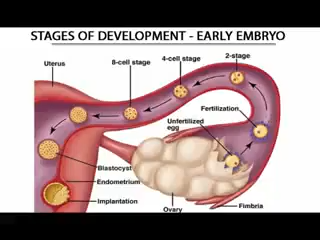 STAGES OF DEVELOPMENT - EARLY EMBRYO
Uterus
8-cell stage
4-cell stage
2-stage
Fertilization
Unfertilized
egg
Blastocyst
Endometrium
Implantation
Ovary
Fimbria